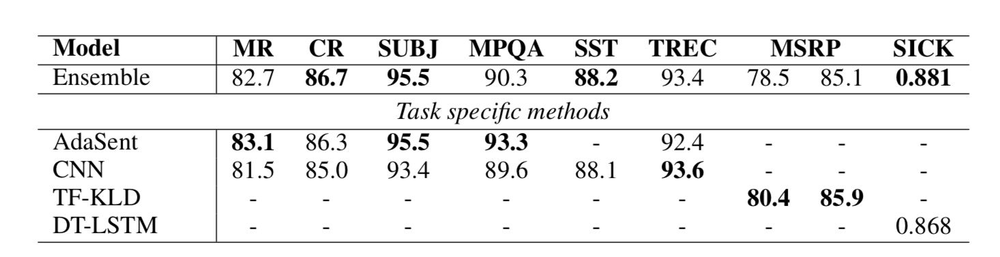 Model MR CR SUBJ MPQA SST TREC MSRP SICK
Ensemble 82.7 86.7 95.5 90.3 88.2 93.4 78.5 85.1 0.881
Task specific methods
AdaSent 83.1 86.3 95.5 93.3 - 92.4 - - -
CNN 81.5 85.0 93.4 89.6 88.1 93.6 - - -
TF-KLD - - - - - - 80.4 85.9 -
DT-LSTM - - - - - - - - 0.868